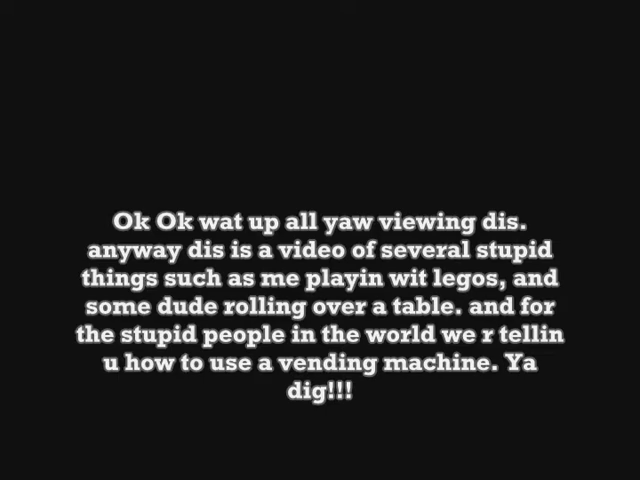 Ok Ok wat up all yaw viewing dis.
anyway dis is a video of several stupid
things such as me playin wit legos, and
some dude rolling over a table. and for
the stupid people in the world we r tellin
u how to use a vending machine. Ya
dig!!!